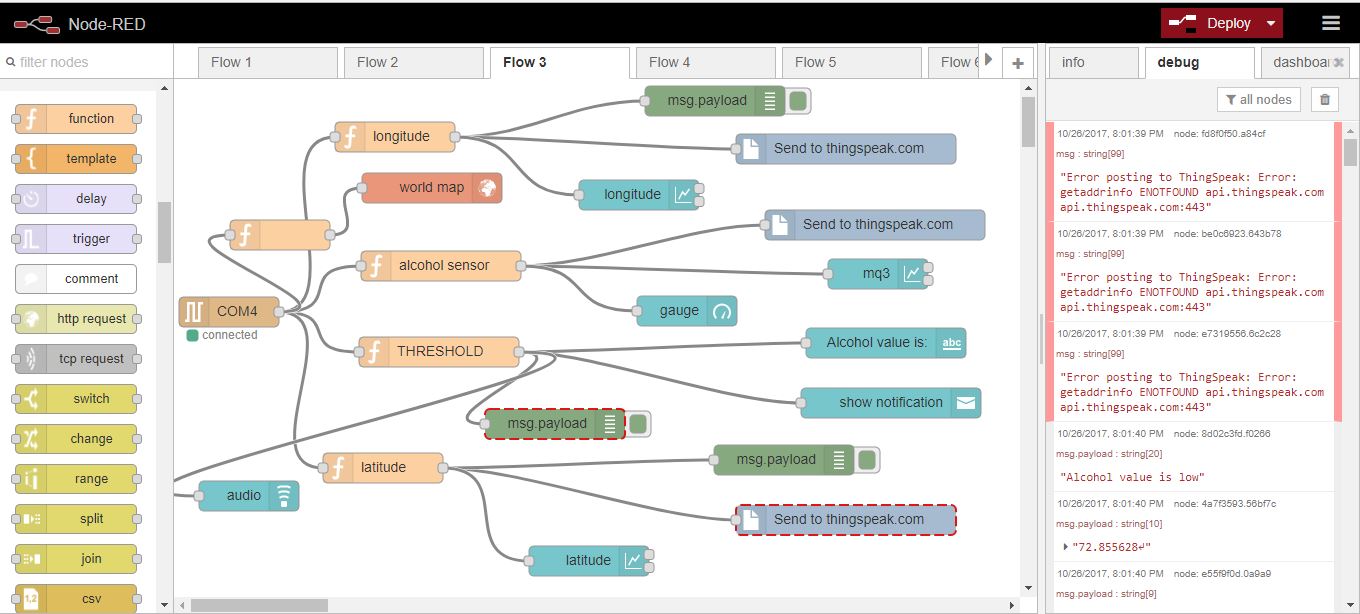 Node-RED
Deploy
filter nodes
Flow 1
Flow 2
Flow 3
Flow 4
Flow 5
Flow 6
info
debug
dashboar
all nodes
function
template
delay
trigger
comment
http request
tcp request
switch
change
range
split
join
csv
msg.payload
longitude
Send to thingspeak.com
world map
longitude
Send to thingspeak.com
alcohol sensor
mq3
COM4
connected
gauge
THRESHOLD
Alcohol value is:
abc
show notification
msg.payload
latitude
msg.payload
audio
Send to thingspeak.com
latitude
10/26/2017, 8:01:39 PM node: fd8f0f50.a84cf
msg : string[99]
"Error posting to ThingSpeak: Error:
getaddrinfo ENOTFOUND api.thingspeak.com
api.thingspeak.com:443"
10/26/2017, 8:01:39 PM node: be0c6923.643b78
msg : string[99]
"Error posting to ThingSpeak: Error:
getaddrinfo ENOTFOUND api.thingspeak.com
api.thingspeak.com:443"
10/26/2017, 8:01:39 PM node: e7319556.6c2c28
msg : string[99]
"Error posting to ThingSpeak: Error:
getaddrinfo ENOTFOUND api.thingspeak.com
api.thingspeak.com:443"
10/26/2017, 8:01:40 PM node: 8d02c3fd.f0266
msg.payload : string[20]
"Alcohol value is low"
10/26/2017, 8:01:40 PM node: 4a7f3593.56bf7c
msg.payload : string[10]
"72.855628↵"
10/26/2017, 8:01:40 PM node: e55f9f0d.0a9a9
msg.payload : string[9]